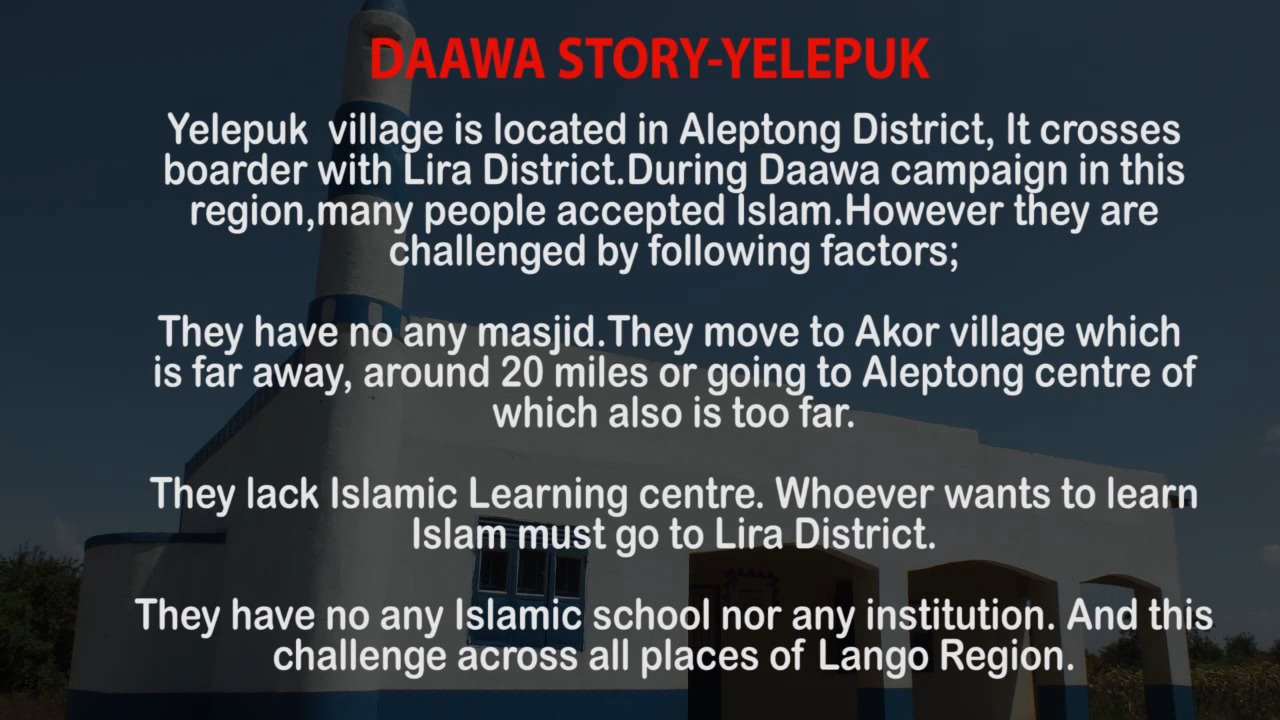 DAAWA STORY-YELEPUK
Yelepuk village is located in Aleptong District, It crosses
boarder with Lira District.During Daawa campaign in this
region,many people accepted Islam.However they are
challenged by following factors;
They have no any masjid.They move to Akor village which
is far away, around 20 miles or going to Aleptong centre of
which also is too far.
They lack Islamic Learning centre. Whoever wants to learn
Islam must go to Lira District.
They have no any Islamic school nor any institution. And this
challenge across all places of Lango Region.